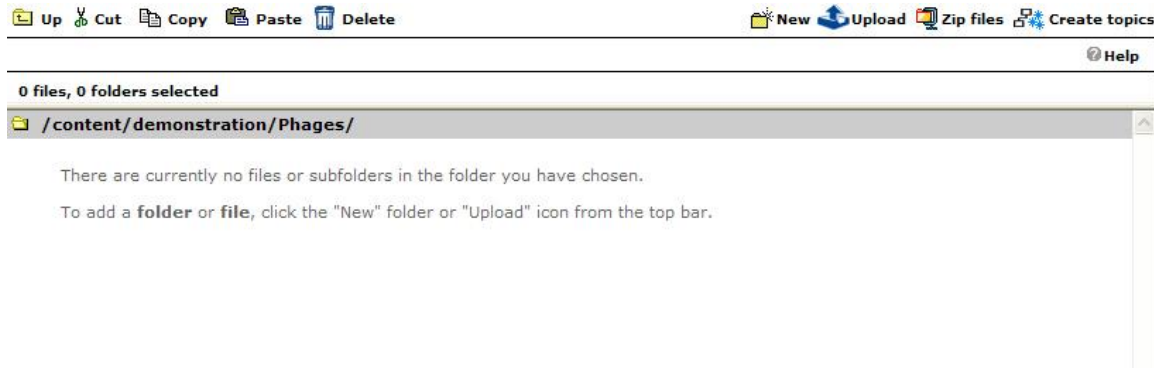 Up Cut Copy Paste Delete New Upload Zip files Create topics
Help
0 files, 0 folders selected
/content/demonstration/Phages/
There are currently no files or subfolders in the folder you have chosen.
To add a folder or file, click the "New" folder or "Upload" icon from the top bar.